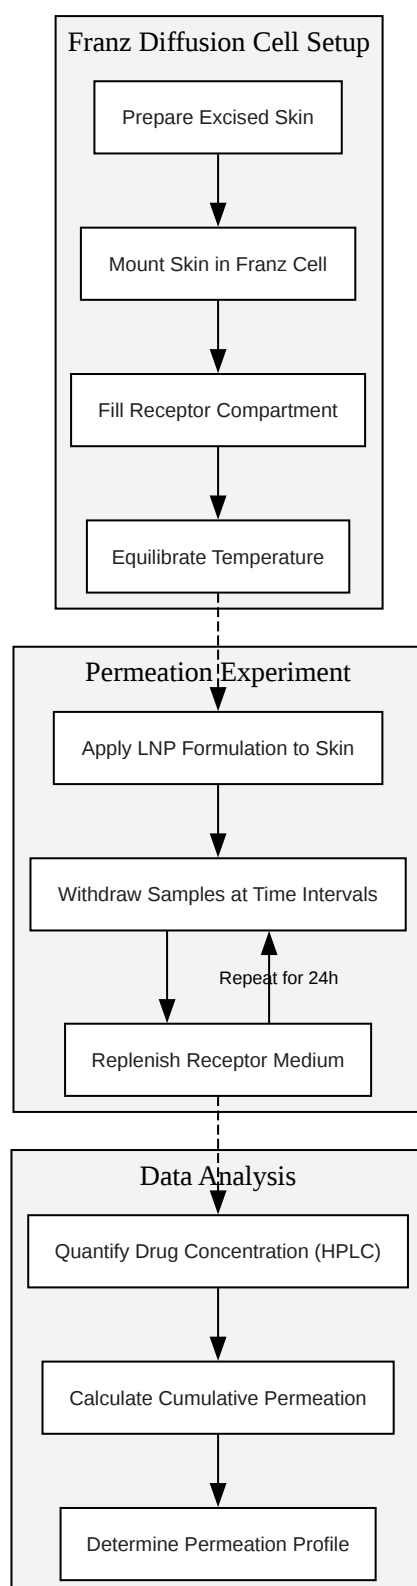 Franz Diffusion Cell Setup
Prepare Excised Skin
Mount Skin in Franz Cell
Fill Receptor Compartment
Equilibrate Temperature
Permeation Experiment
Apply LNP Formulation to Skin
Withdraw Samples at Time Intervals
Repeat for 24h
Replenish Receptor Medium
Data Analysis
Quantify Drug Concentration (HPLC)
Calculate Cumulative Permeation
Determine Permeation Profile